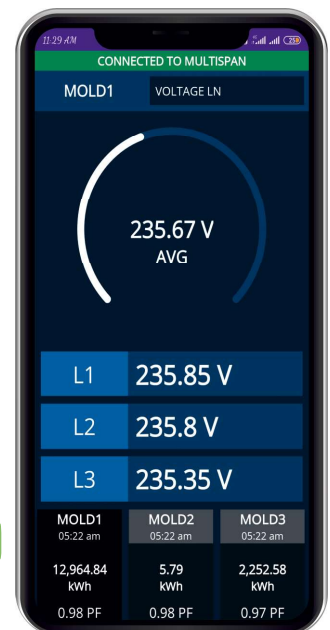 11:29 AM
CONNECTED TO MULTISPAN
MOLD1 VOLTAGE LN
235.67 V
AVG
L1 235.85 V
L2 235.8 V
L3 235.35 V
MOLD1 MOLD2 MOLD3
05:22 am 05:22 am 05:22 am
12,964.84 5.79 2,252.58
kWh kWh kWh
0.98 PF 0.98 PF 0.97 PF